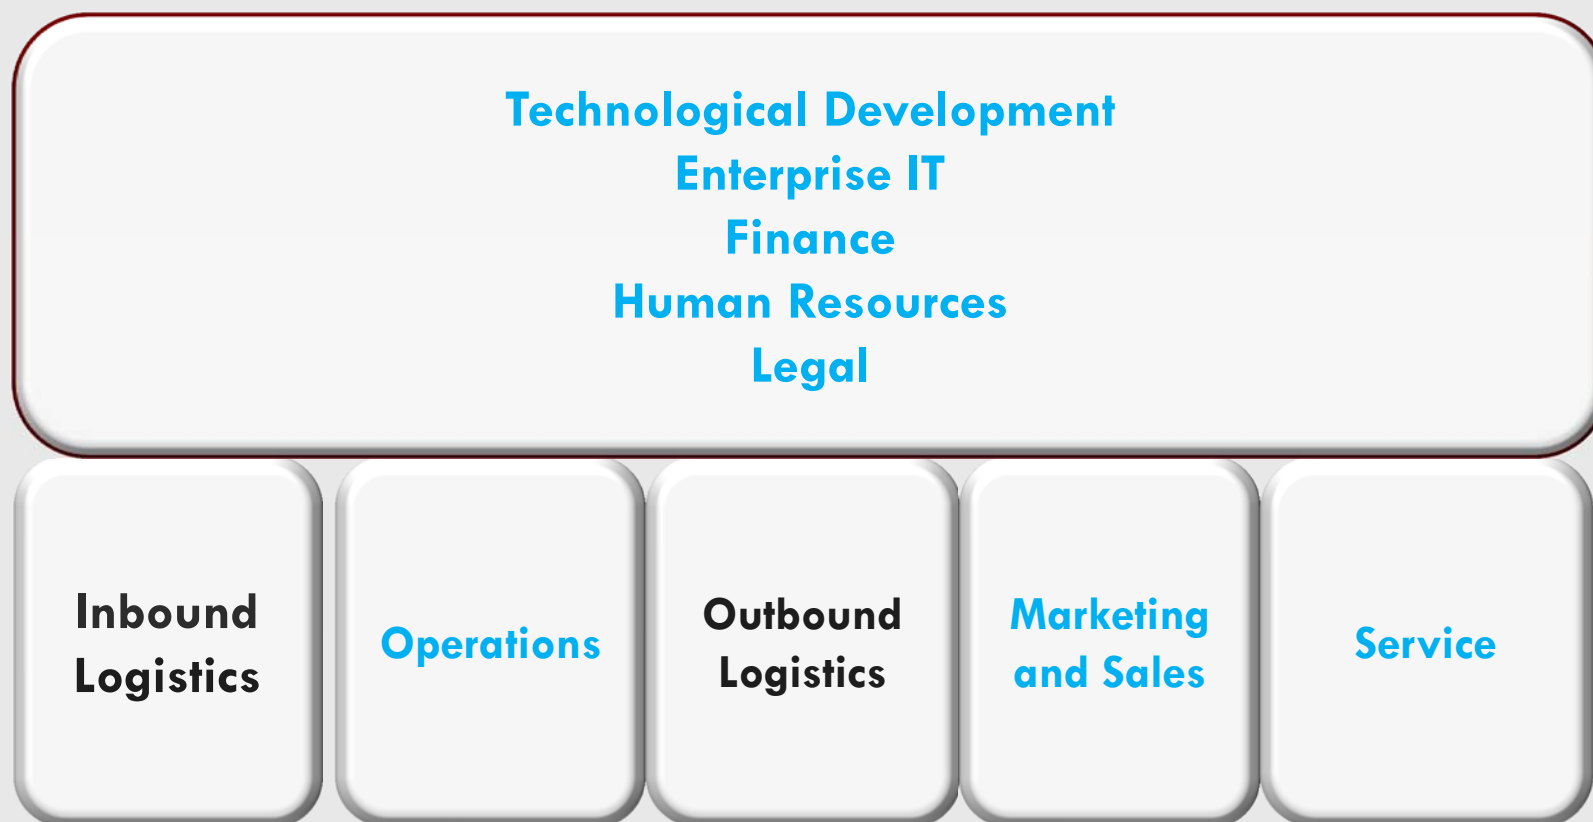 Technological Development
Enterprise IT
Finance
Human Resources
Legal
Inbound
Logistics
Operations
Outbound
Logistics
Marketing
and Sales
Service